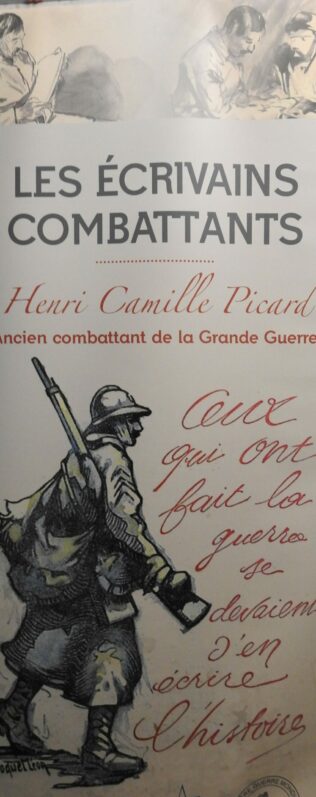 LES ÉCRIVAINS
COMBATTANTS
Henri Camille Picard
Ancien combattant de la Grande Guerre
Ceux
qui ont
fait la
guerre
se
devaient
d'en
écrire
l'histoire